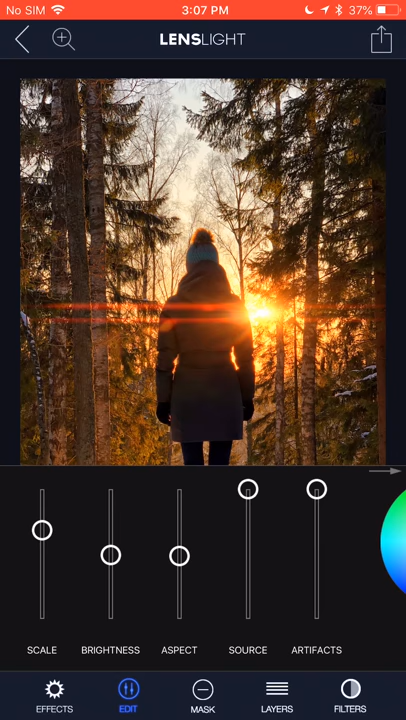 No SIM 3:07 PM 37%
LENSLIGHT
SCALE BRIGHTNESS ASPECT SOURCE ARTIFACTS
EFFECTS EDIT MASK LAYERS FILTERS